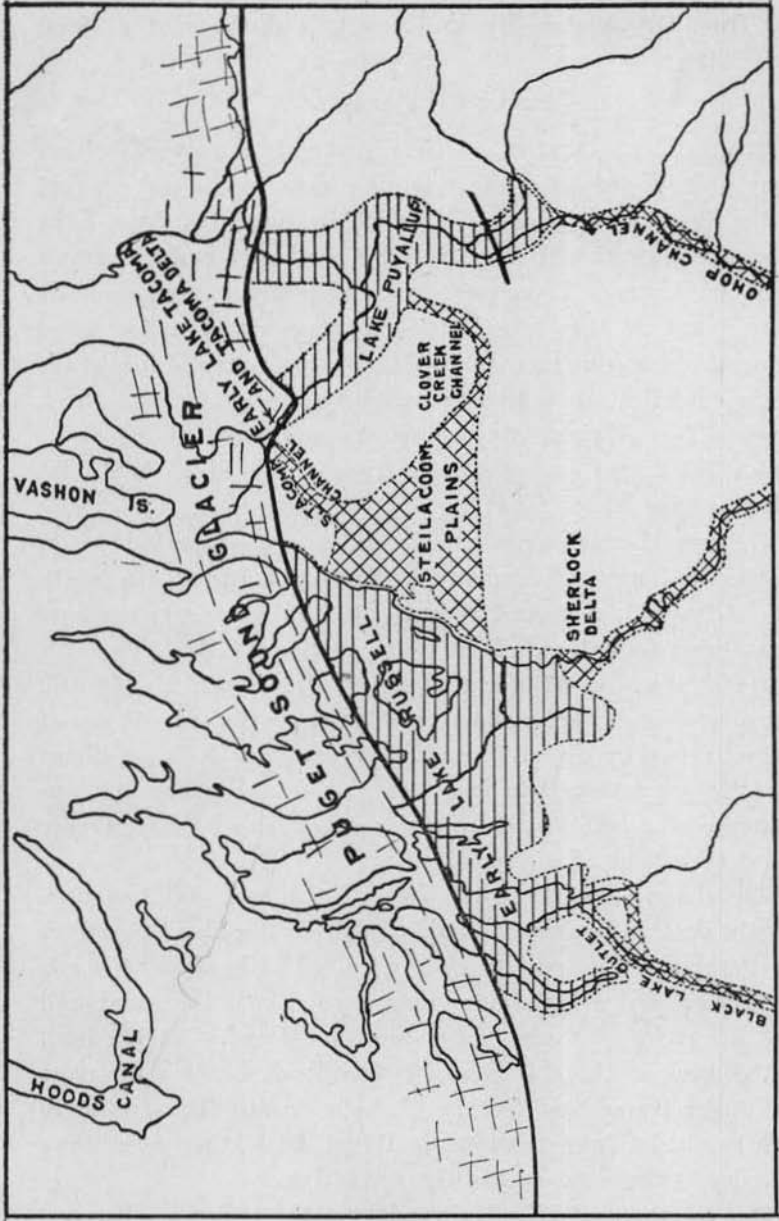 HOODS
CANAL
VASHON IS.
PUGET SOUND GLACIER
EARLY LAKE TACOMA
AND TACOMA DELTA
S. TACOMA
CHANNEL
LAKE PUYALLUP
CLOVER
CREEK
CHANNEL
STEILACOOM
PLAINS
EARLY LAKE RUSSELL
SHERLOCK
DELTA
OHOP CHANNEL
BLACK LAKE OUTLET